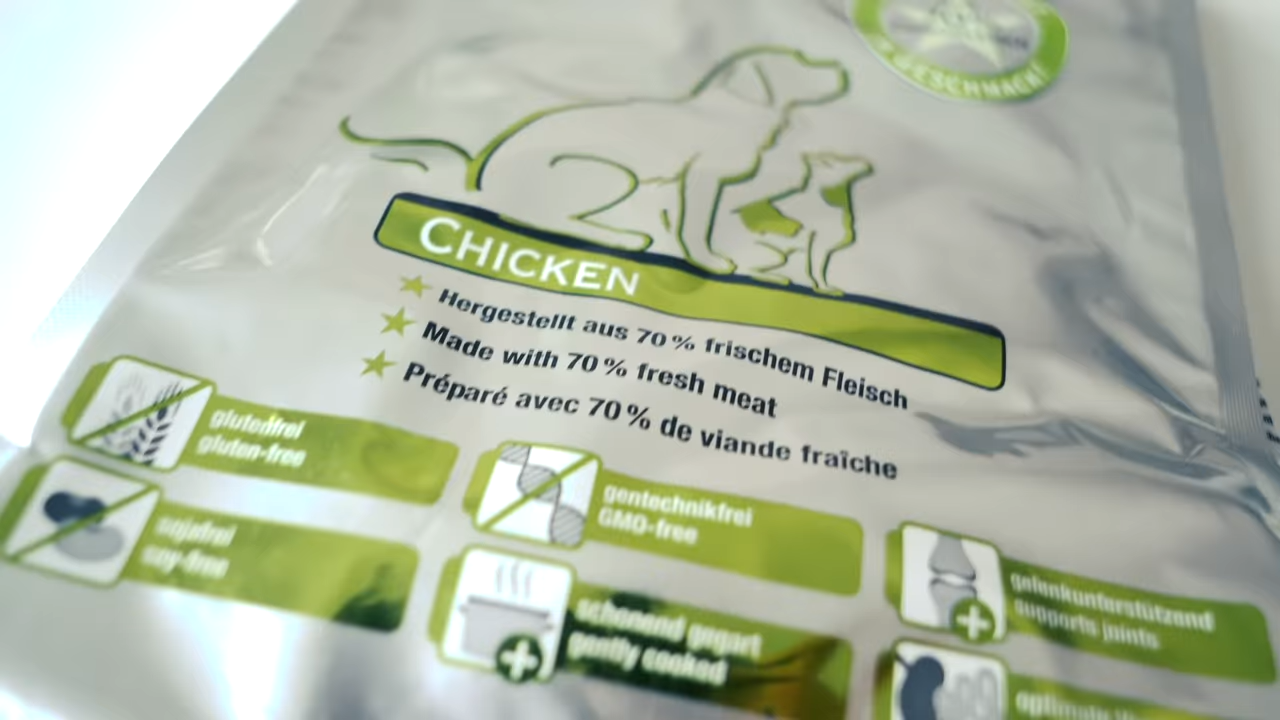 GESCHMACK!
CHICKEN
Hergestellt aus 70% frischem Fleisch
Made with 70% fresh meat
Préparé avec 70% de viande fraîche
glutenfrei
gluten-free
gentechnikfrei
GMO-free
gelenkunterstützend
supports joints
sojafrei
soy-free
schonend gegart
gently cooked
optimale